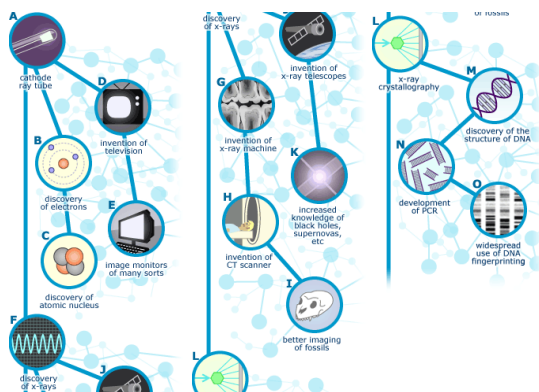 A
cathode
ray tube
D
invention of
television
B
discovery
of electrons
E
image monitors
of many sorts
C
discovery of
atomic nucleus
F
discovery
of x-rays
J
discovery
of x-rays
invention of
x-ray telescopes
G
invention of
x-ray machine
K
increased
knowledge of
black holes,
supernovas,
etc
H
invention of
CT scanner
I
better imaging
of fossils
L
of fossils
L
x-ray
crystallography
M
discovery of the
structure of DNA
N
development
of PCR
O
widespread
use of DNA
fingerprinting